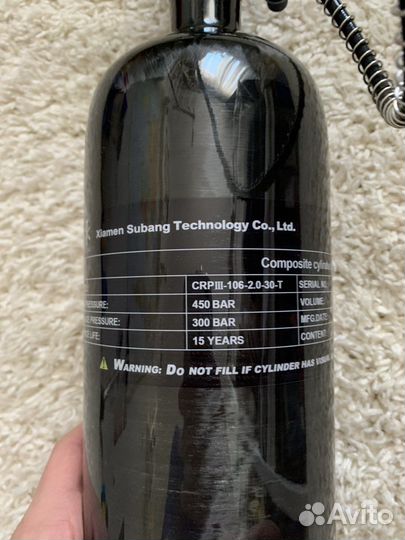 Xiamen Subang Technology Co., Ltd.
Composite cylinder
CRPIII-106-2.0-30-T SERIAL NO.
PRESSURE: 450 BAR VOLUME:
PRESSURE: 300 BAR MFG.DATE:
LIFE: 15 YEARS CONTENT:
WARNING: DO NOT FILL IF CYLINDER HAS VISUAL
Avito